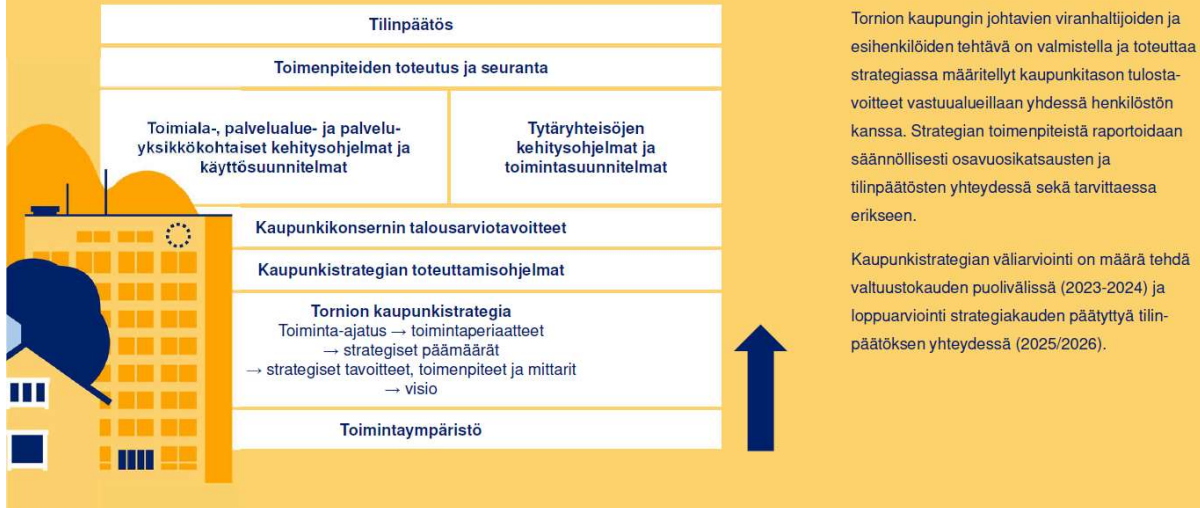 Tilinpäätös
Toimenpiteiden toteutus ja seuranta
Toimiala-, palvelualue- ja palvelu-
yksikkökohtaiset kehitysohjelmat ja
käyttösuunnitelmat
Tytäryhteisöjen
kehitysohjelmat ja
toimintasuunnitelmat
Kaupunkikonsernin talousarviotavoitteet
Kaupunkistrategian toteuttamisohjelmat
Tornion kaupunkistrategia
Toiminta-ajatus → toimintaperiaatteet
→ strategiset päämäärät
→ strategiset tavoitteet, toimenpiteet ja mittarit
→ visio
Toimintaympäristö
Tornion kaupungin johtavien viranhaltijoiden ja
esihenkilöiden tehtävä on valmistella ja toteuttaa
strategiassa määritellyt kaupunkitason tulosta-
voitteet vastuualueillaan yhdessä henkilöstön
kanssa. Strategian toimenpiteistä raportoidaan
säännöllisesti osavuosikatsausten ja
tilinpäätösten yhteydessä sekä tarvittaessa
erikseen.
Kaupunkistrategian väliarviointi on määrä tehdä
valtuustokauden puolivälissä (2023-2024) ja
loppuarviointi strategiakauden päätyttyä tilin-
päätöksen yhteydessä (2025/2026).